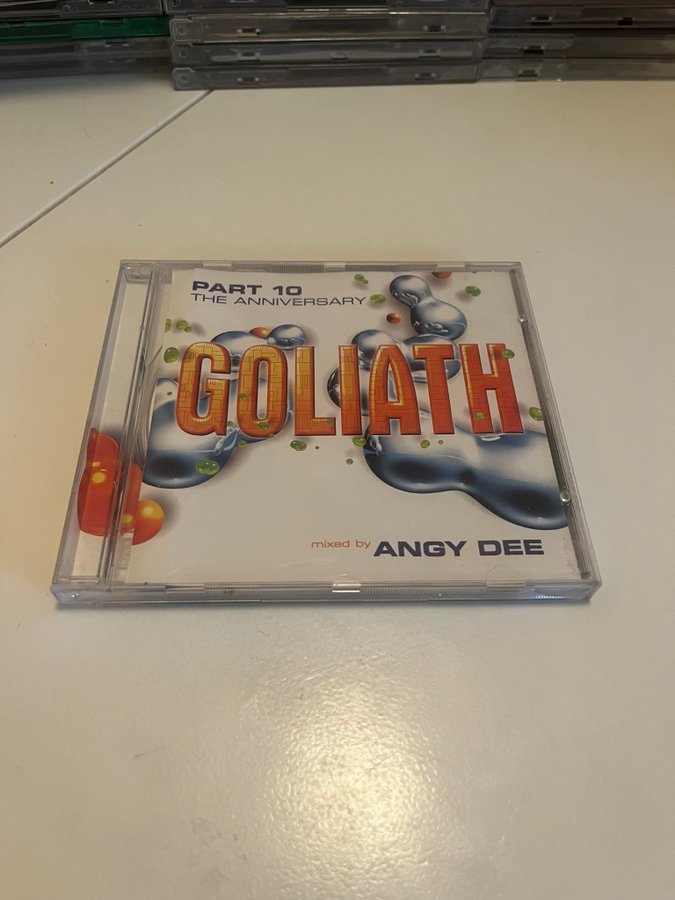 PART 10
THE ANNIVERSARY
GOLIATH
mixed by ANGY DEE